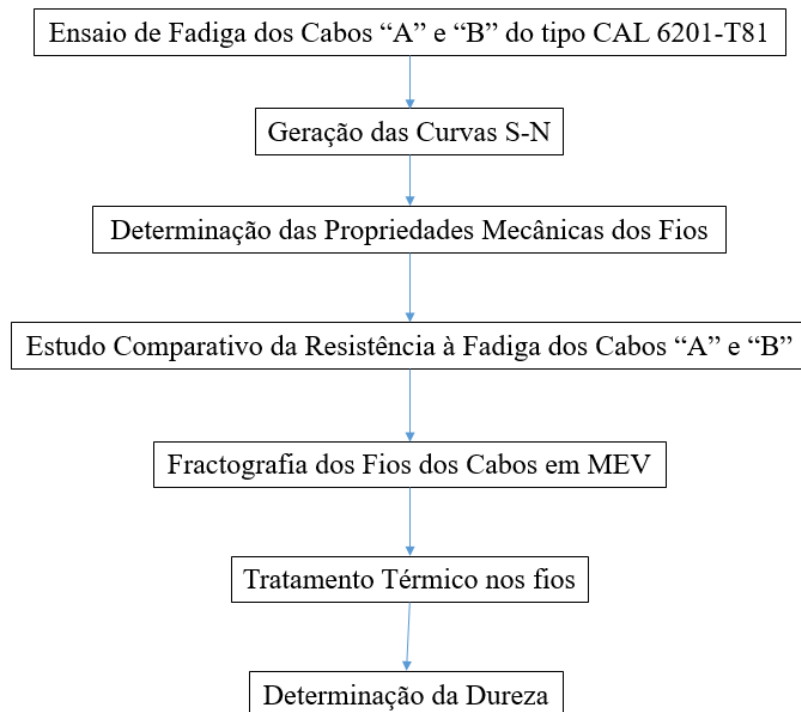 Ensaio de Fadiga dos Cabos “A” e “B” do tipo CAL 6201-T81
Geração das Curvas S-N
Determinação das Propriedades Mecânicas dos Fios
Estudo Comparativo da Resistência à Fadiga dos Cabos “A” e “B”
Fractografia dos Fios dos Cabos em MEV
Tratamento Térmico nos fios
Determinação da Dureza